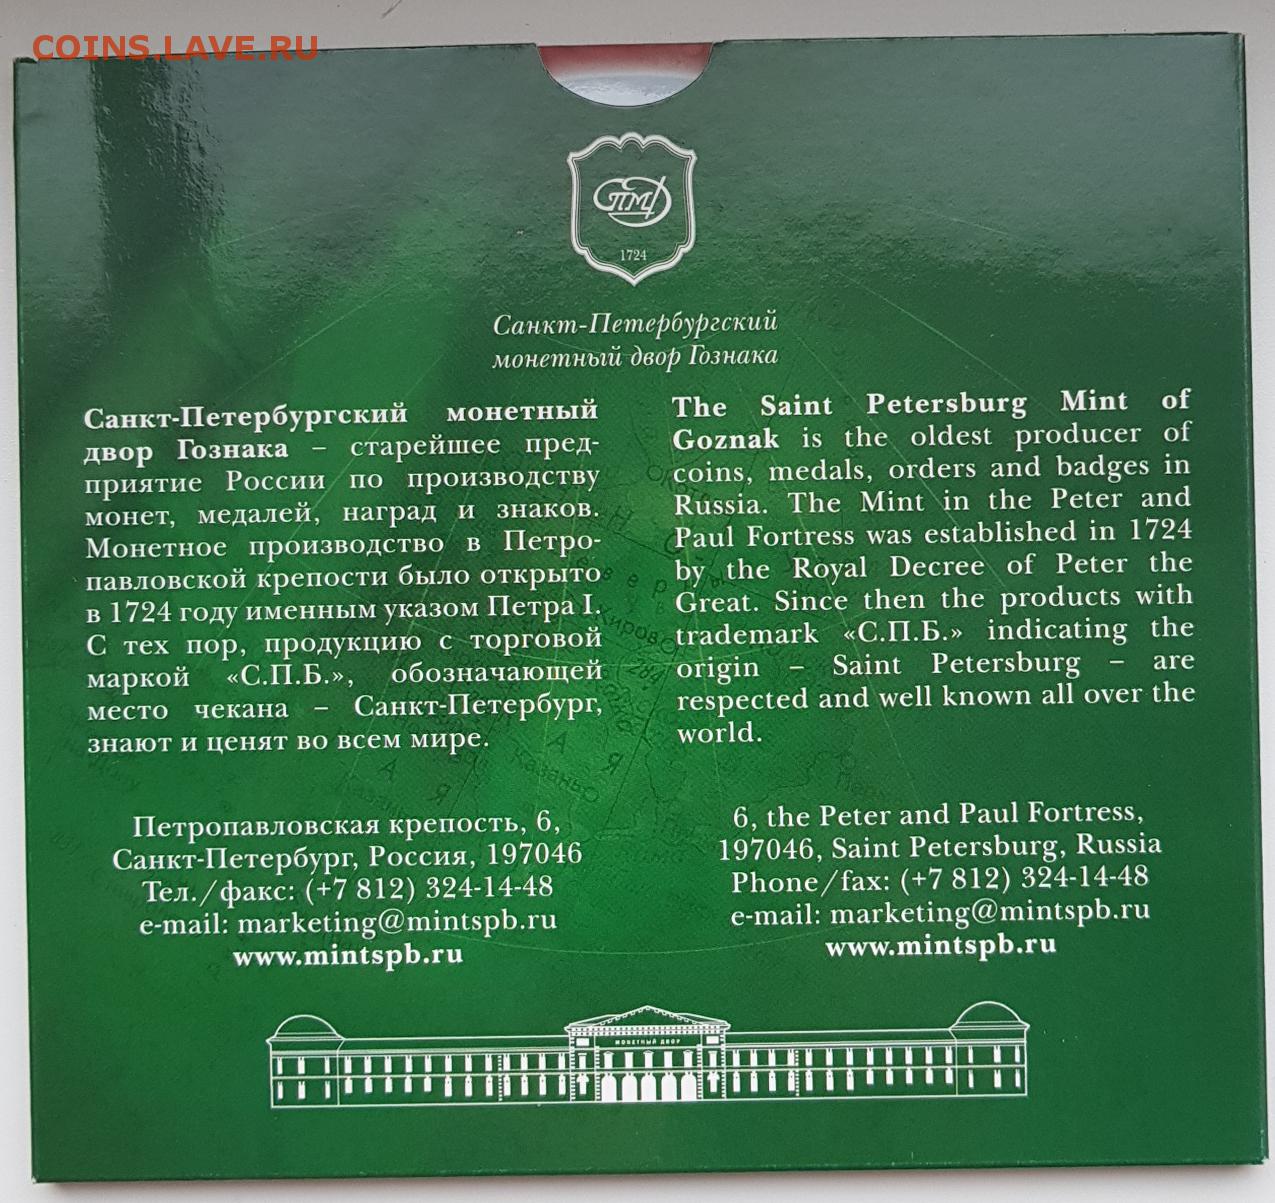 COINS.LAVE.RU
СПМД
1724
Санкт-Петербургский
монетный двор Гознака
Санкт-Петербургский монетный
двор Гознака – старейшее пред-
приятие России по производству
монет, медалей, наград и знаков.
Монетное производство в Петро-
павловской крепости было открыто
в 1724 году именным указом Петра I.
С тех пор, продукцию с торговой
маркой «С.П.Б.», обозначающей
место чекана – Санкт-Петербург,
знают и ценят во всем мире.
The Saint Petersburg Mint of
Goznak is the oldest producer of
coins, medals, orders and badges in
Russia. The Mint in the Peter and
Paul Fortress was established in 1724
by the Royal Decree of Peter the
Great. Since then the products with
trademark «С.П.Б.» indicating the
origin – Saint Petersburg – are
respected and well known all over the
world.
Петропавловская крепость, 6,
Санкт-Петербург, Россия, 197046
Тел./факс: (+7 812) 324-14-48
e-mail: marketing@mintspb.ru
www.mintspb.ru
6, the Peter and Paul Fortress,
197046, Saint Petersburg, Russia
Phone/fax: (+7 812) 324-14-48
e-mail: marketing@mintspb.ru
www.mintspb.ru
МОНЕТНЫЙ ДВОР